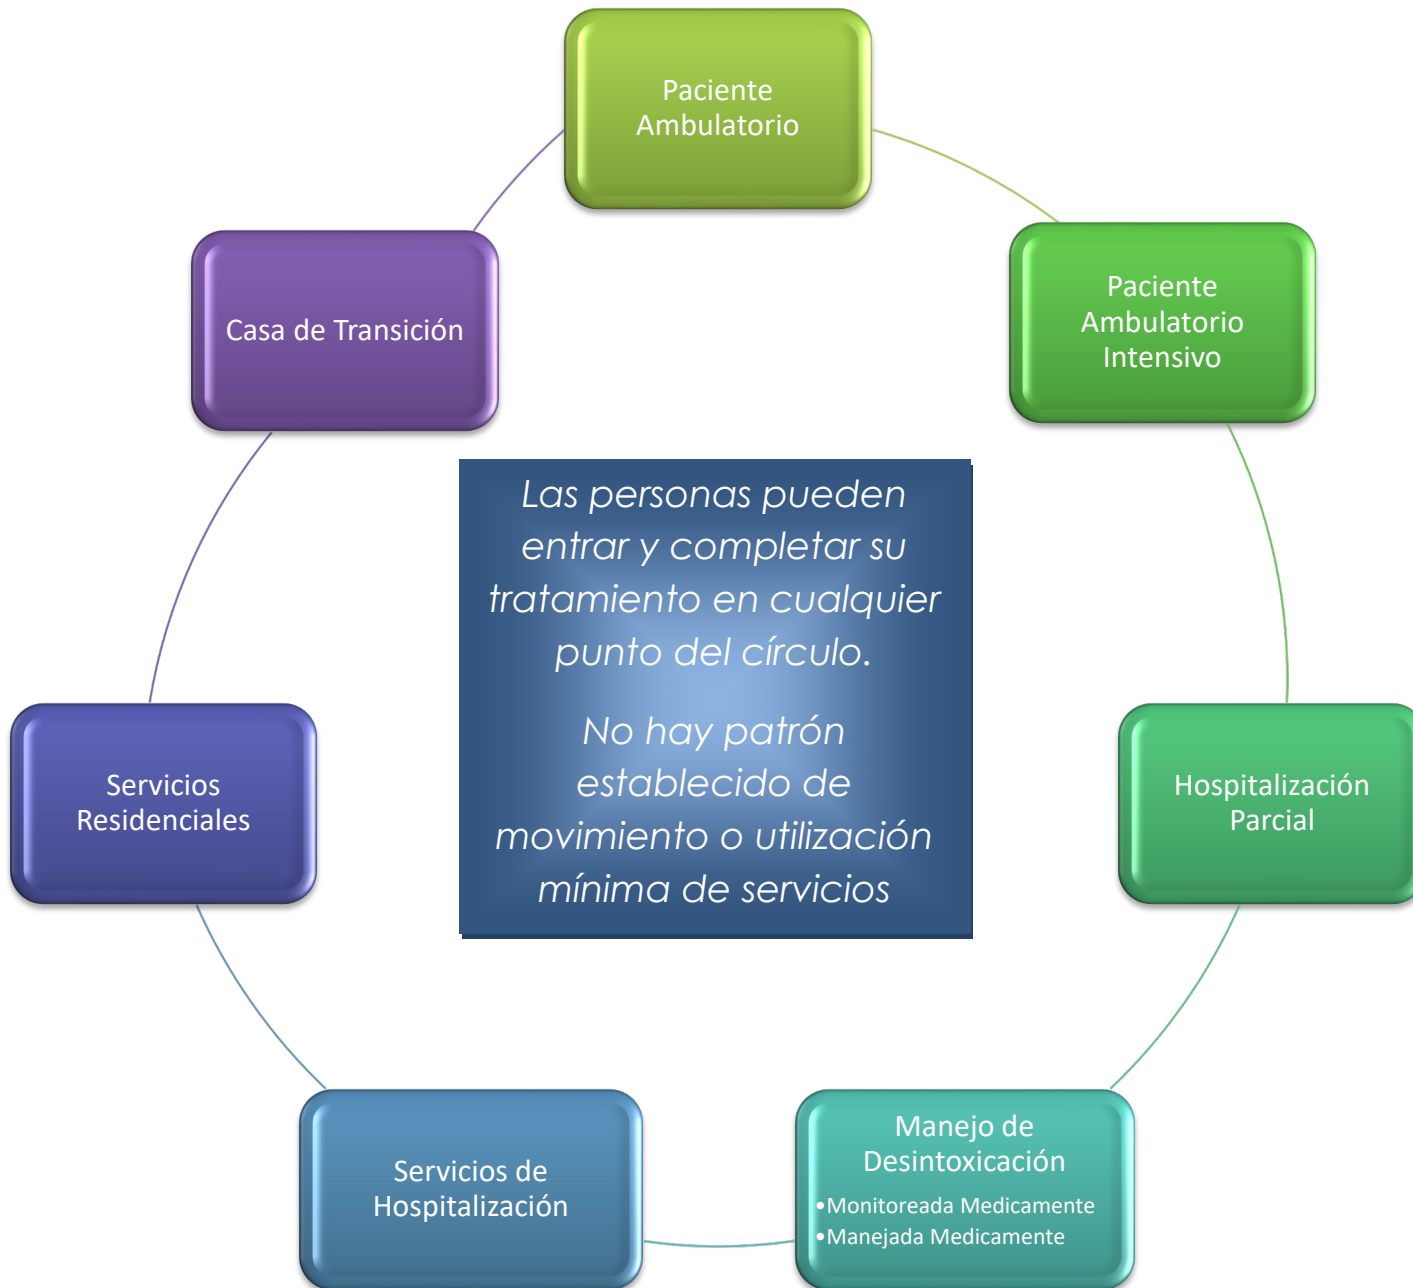 Paciente
Ambulatorio
Paciente
Ambulatorio
Intensivo
Casa de Transición
Las personas pueden
entrar y completar su
tratamiento en cualquier
punto del círculo.
No hay patrón
establecido de
movimiento o utilización
mínima de servicios
Servicios
Residenciales
Hospitalización
Parcial
Servicios de
Hospitalización
Manejo de
Desintoxicación
•Monitoreada Medicamente
•Manejada Medicamente